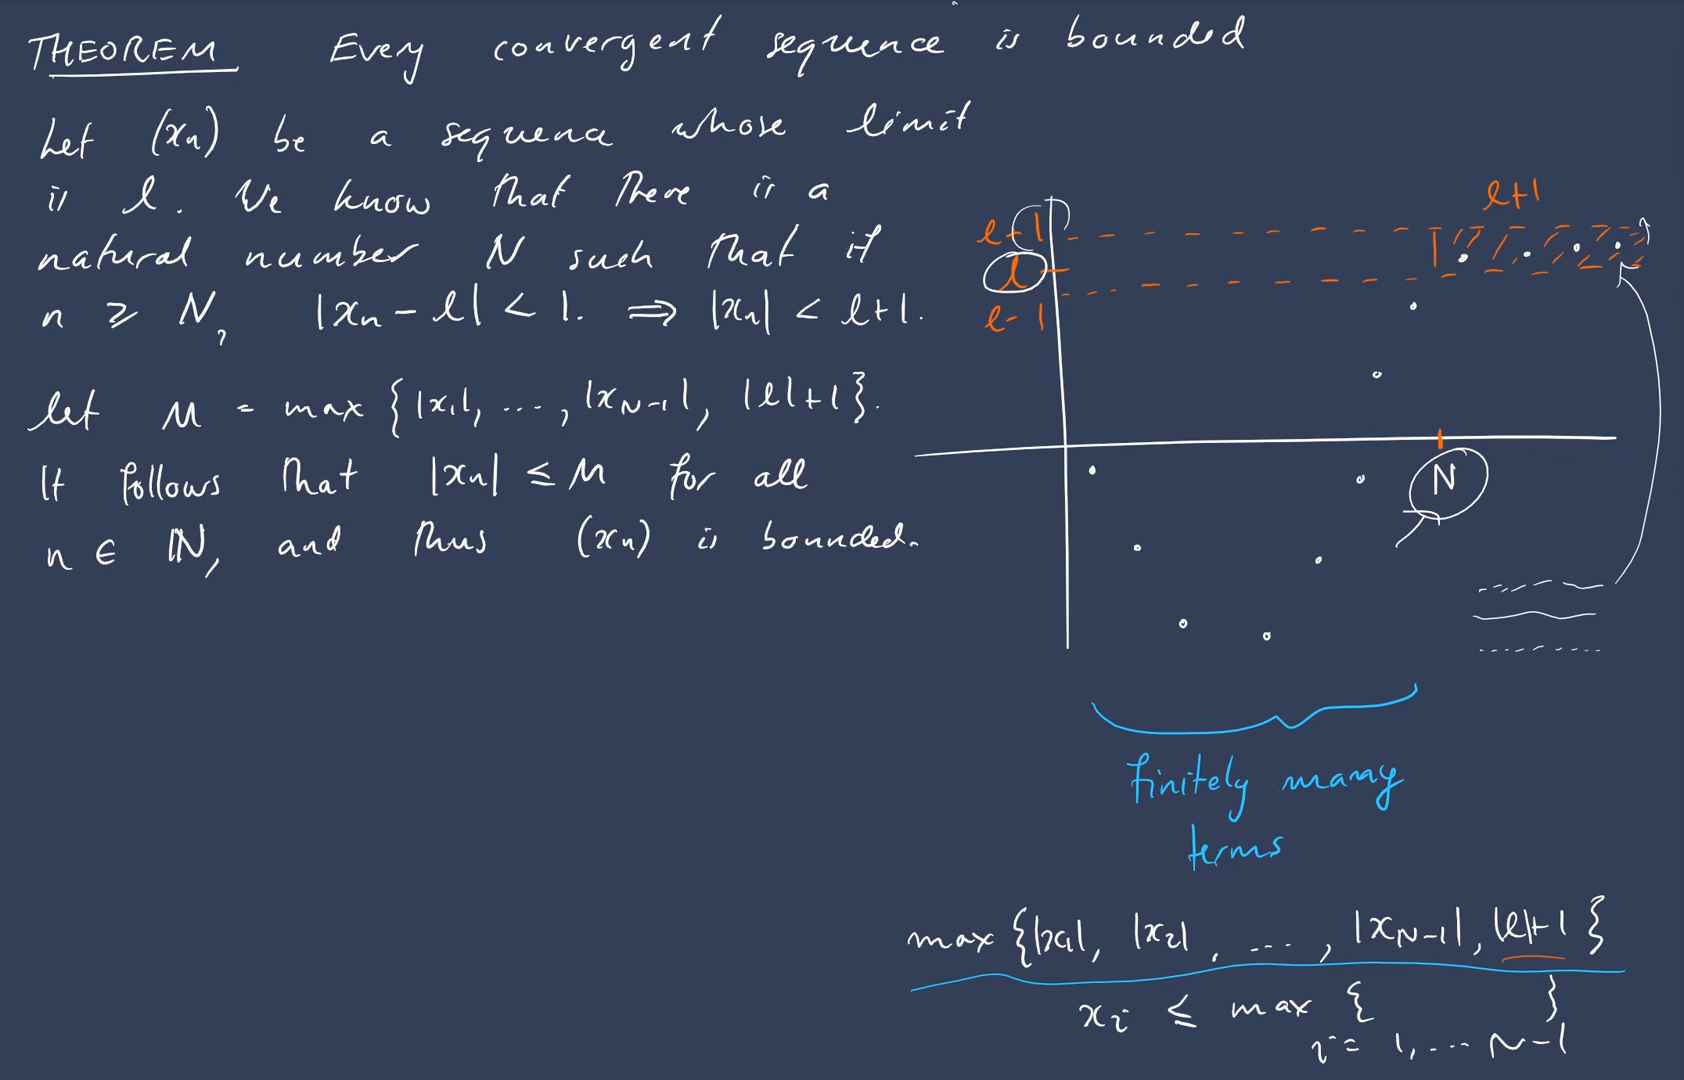 THEOREM Every convergent sequence is bounded
Let (xₙ) be a sequence whose limit
is l. We know that there is a
natural number N such that if
n ≥ N, |xₙ - l| < 1. ⇒ |xₙ| < l+1.
let M = max {|x₁|, ..., |x_{N-1}|, |l|+1}.
It follows that |xₙ| ≤ M for all
n ∈ ℕ, and thus (xₙ) is bounded.
l+1
l+1
l
l-1
N
finitely many
terms
max {|x₁|, |x₂|, ..., |x_{N-1}|, |l|+1}
xᵢ ≤ max { }
i = 1, ... N-1